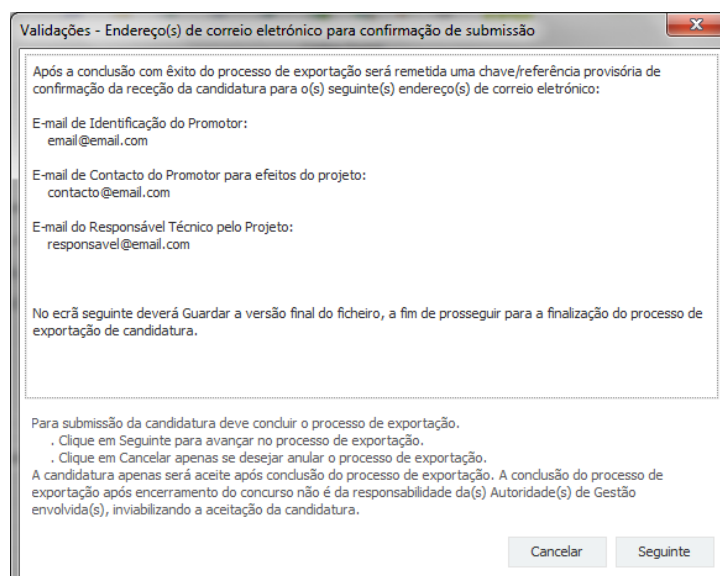 Validações - Endereço(s) de correio eletrónico para confirmação de submissão
Após a conclusão com êxito do processo de exportação será remetida uma chave/referência provisória de
confirmação da receção da candidatura para o(s) seguinte(s) endereço(s) de correio eletrónico:
E-mail de Identificação do Promotor:
email@email.com
E-mail de Contacto do Promotor para efeitos do projeto:
contacto@email.com
E-mail do Responsável Técnico pelo Projeto:
responsavel@email.com
No ecrã seguinte deverá Guardar a versão final do ficheiro, a fim de prosseguir para a finalização do processo de
exportação de candidatura.
Para submissão da candidatura deve concluir o processo de exportação.
. Clique em Seguinte para avançar no processo de exportação.
. Clique em Cancelar apenas se desejar anular o processo de exportação.
A candidatura apenas será aceite após conclusão do processo de exportação. A conclusão do processo de
exportação após encerramento do concurso não é da responsabilidade da(s) Autoridade(s) de Gestão
envolvida(s), inviabilizando a aceitação da candidatura.
Cancelar Seguinte